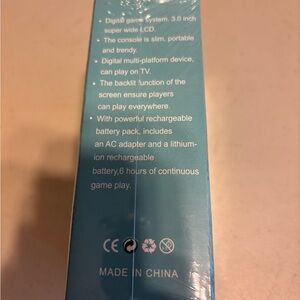 • Digital game system, 3.0 inch
super wide LCD.
• The console is slim, portable
and trendy.
• Digital multi-platform device,
can play on TV.
• The backlit function of the
screen ensure players
can play everywhere.
• With powerful rechargeable
battery pack, includes
an AC adapter and a lithium-
ion rechargeable
battery,6 hours of continuous
game play.
CE
MADE IN CHINA